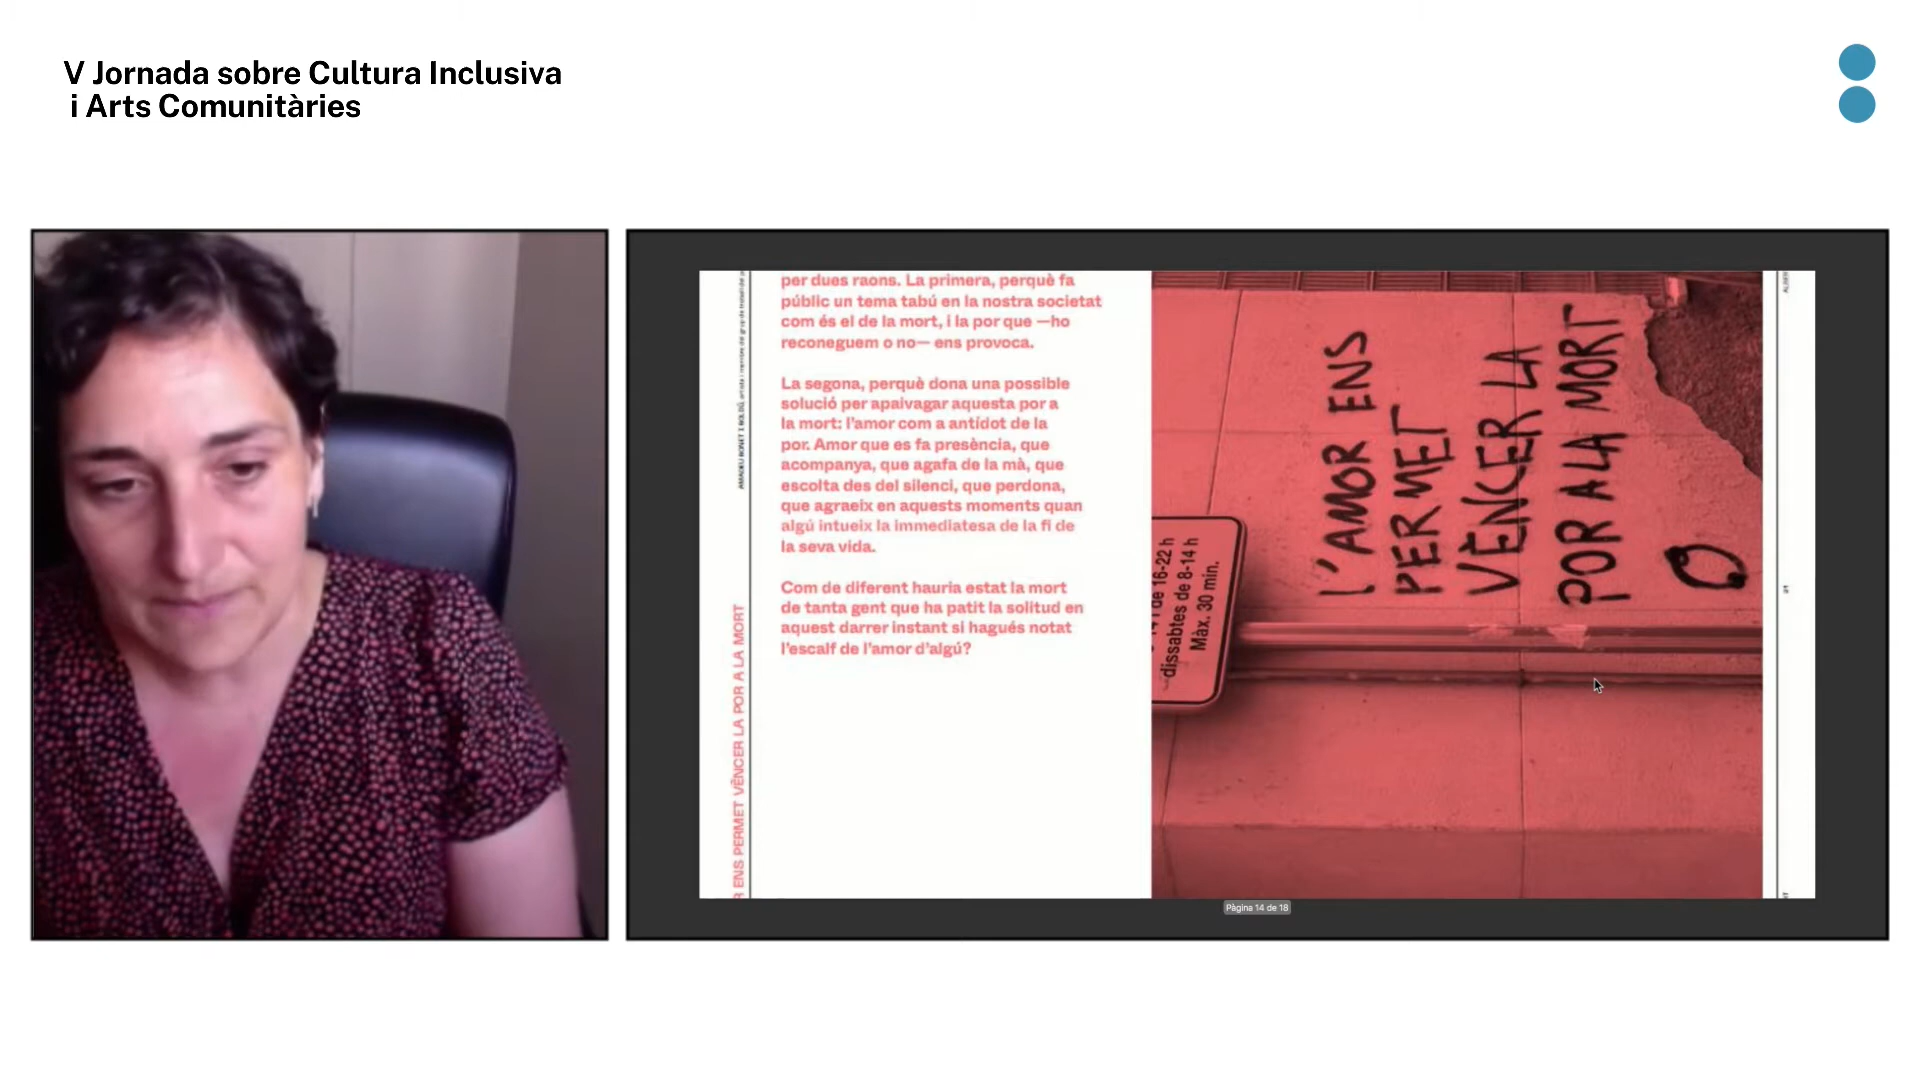 V Jornada sobre Cultura Inclusiva
i Arts Comunitàries
R ENS PERMET VÈNCER LA POR A LA MORT
per dues raons. La primera, perquè fa
públic un tema tabú en la nostra societat
com és el de la mort, i la por que —ho
reconeguem o no— ens provoca.
La segona, perquè dona una possible
solució per apaivagar aquesta por a
la mort: l'amor com a antídot de la
por. Amor que es fa presència, que
acompanya, que agafa de la mà, que
escolta des del silenci, que perdona,
que agraeix en aquests moments quan
algú intueix la immediatesa de la fi de
la seva vida.
Com de diferent hauria estat la mort
de tanta gent que ha patit la solitud en
aquest darrer instant si hagués notat
l'escalf de l'amor d'algú?
de 16-22 h
dissabtes de 8-14 h
Màx. 30 min.
L'AMOR ENS
PERMET
VÈNCER LA
POR A LA MORT
Pàgina 14 de 18